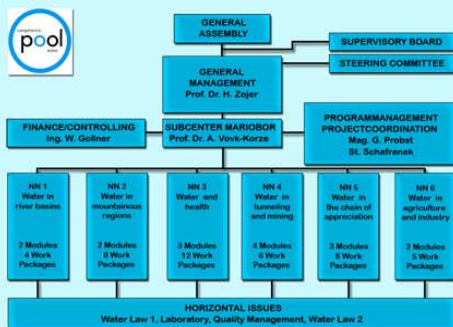 competence
pool
water
GENERAL
ASSEMBLY
SUPERVISORY BOARD
STEERING COMMITTEE
GENERAL
MANAGEMENT
Prof. Dr. H. Zojer
FINANCE/CONTROLLING
Ing. W. Gollner
SUBCENTER MARIOBOR
Prof. Dr. A. Vovk-Korze
PROGRAMMANAGEMENT
PROJECTCOORDINATION
Mag. G. Probst
St. Schafranek
NN 1
Water in
river basins
2 Modules
4 Work
Packages
NN 2
Water in
mountainous
regions
2 Modules
6 Work
Packages
NN 3
Water and
health
3 Modules
12 Work
Packages
NN 4
Water in
tunneling
and mining
4 Modules
6 Work
Packages
NN 5
Water in
the chain of
appreciation
3 Modules
6 Work
Packages
NN 6
Water in
agriculture
and industry
2 Modules
5 Work
Packages
HORIZONTAL ISSUES
Water Law 1, Laboratory, Quality Management, Water Law 2